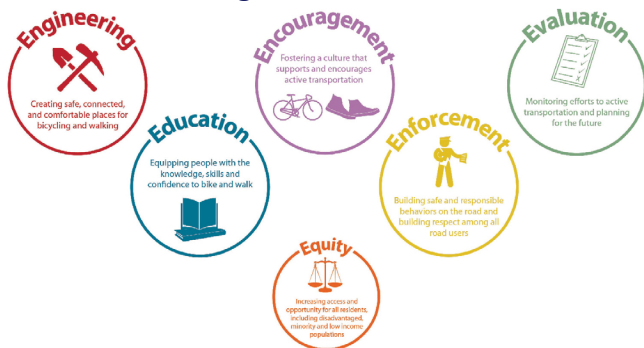 Engineering
Creating safe, connected,
and comfortable places for
bicycling and walking
Encouragement
Fostering a culture that
supports and encourages
active transportation
Evaluation
Monitoring efforts to active
transportation and planning
for the future
Education
Equipping people with the
knowledge, skills and
confidence to bike and walk
Enforcement
Building safe and responsible
behaviors on the road and
building respect among all
road users
Equity
Increasing access and
opportunity for all residents,
including disadvantaged,
minority and low income
populations